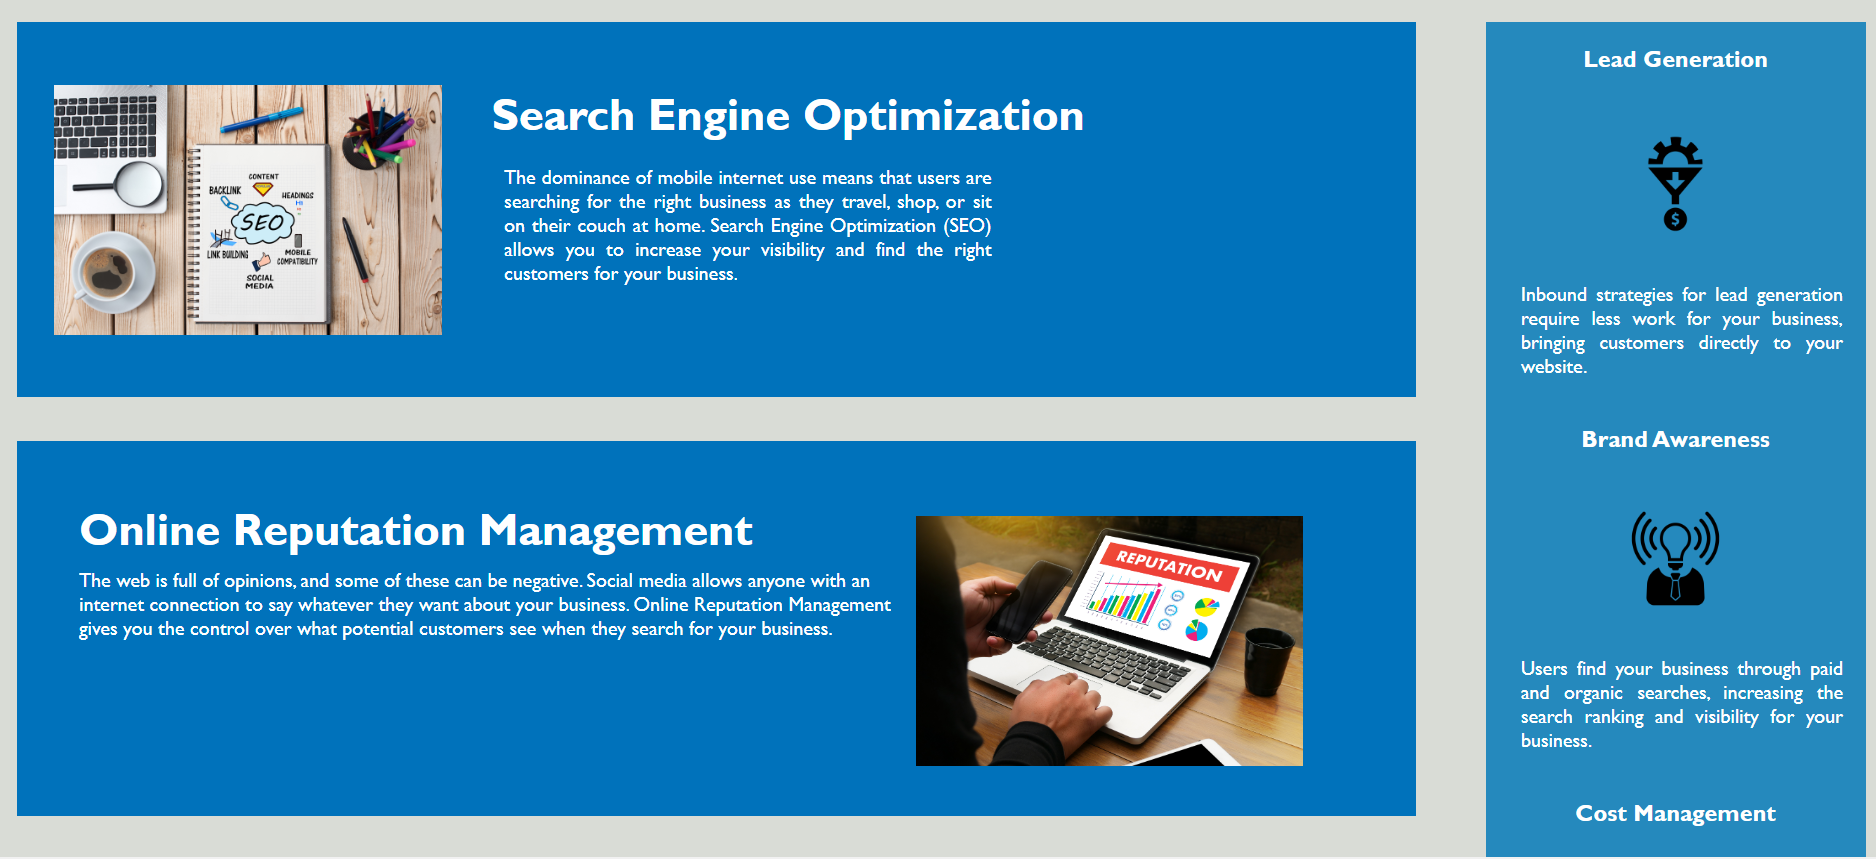 Search Engine Optimization
The dominance of mobile internet use means that users are
searching for the right business as they travel, shop, or sit
on their couch at home. Search Engine Optimization (SEO)
allows you to increase your visibility and find the right
customers for your business.
CONTENT
BACKLINK
HEADINGS
H1
SEO
LINK BUILDING
MOBILE
COMPATIBILITY
SOCIAL
MEDIA
Online Reputation Management
The web is full of opinions, and some of these can be negative. Social media allows anyone with an
internet connection to say whatever they want about your business. Online Reputation Management
gives you the control over what potential customers see when they search for your business.
REPUTATION
Lead Generation
$
Inbound strategies for lead generation
require less work for your business,
bringing customers directly to your
website.
Brand Awareness
Users find your business through paid
and organic searches, increasing the
search ranking and visibility for your
business.
Cost Management